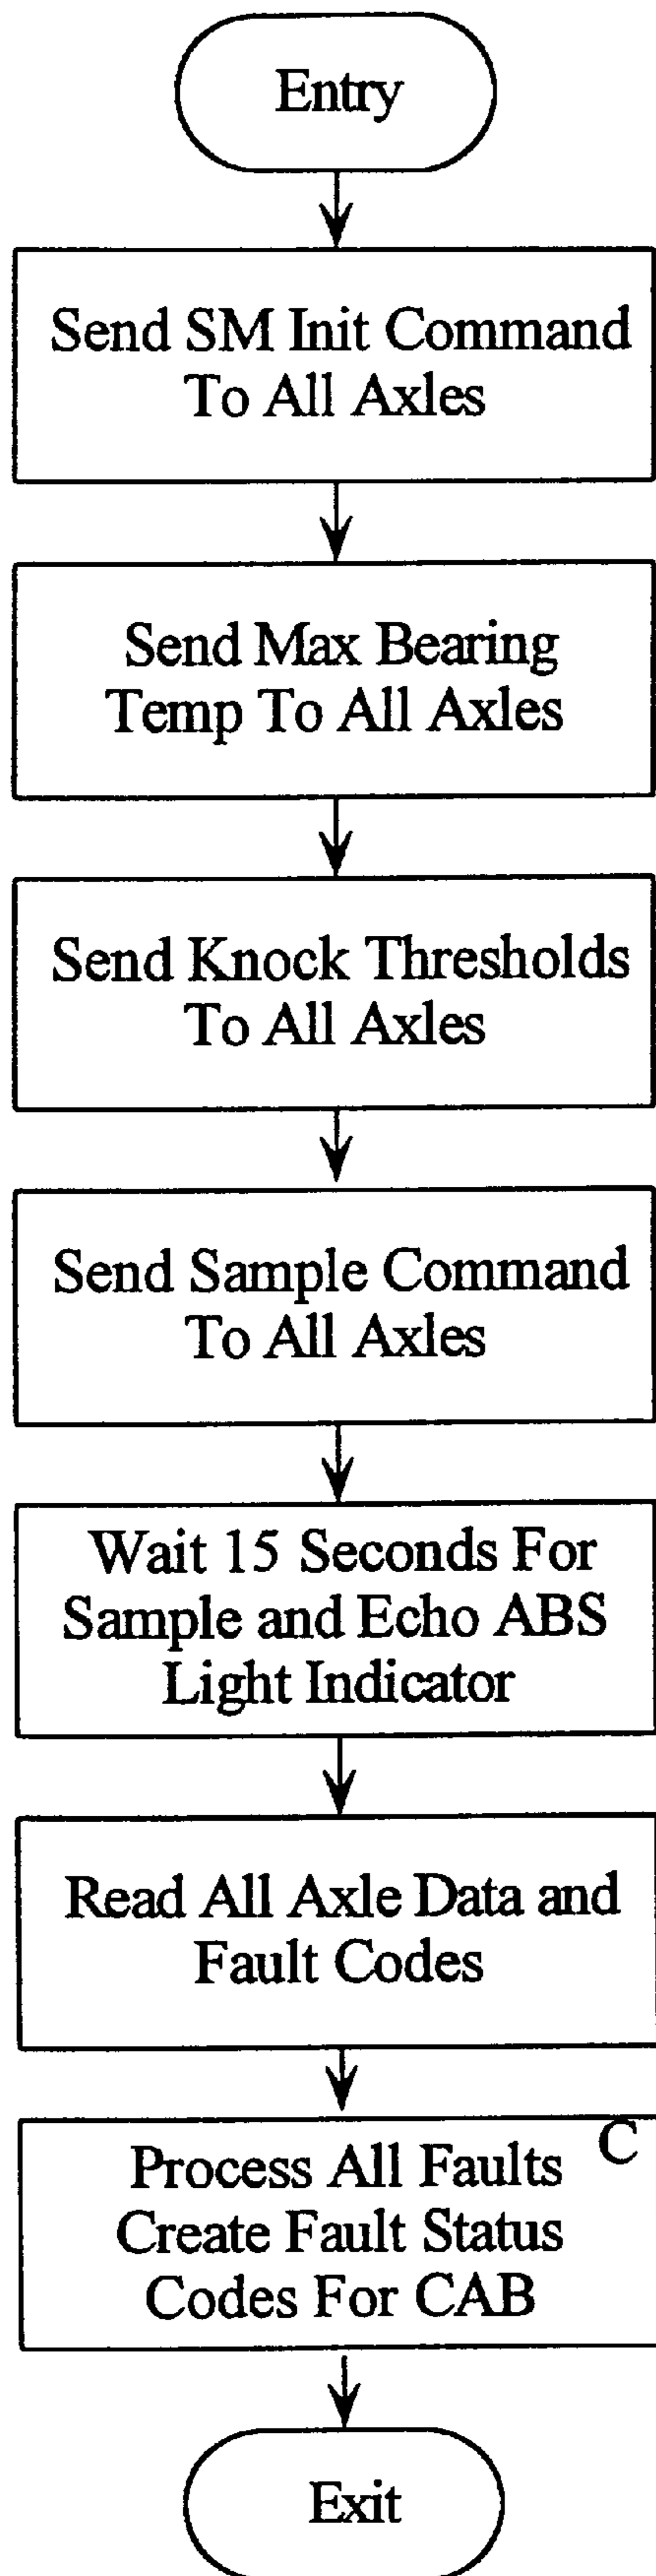 Entry
Send SM Init Command
To All Axles
Send Max Bearing
Temp To All Axles
Send Knock Thresholds
To All Axles
Send Sample Command
To All Axles
Wait 15 Seconds For
Sample and Echo ABS
Light Indicator
Read All Axle Data and
Fault Codes
C
Process All Faults
Create Fault Status
Codes For CAB
Exit